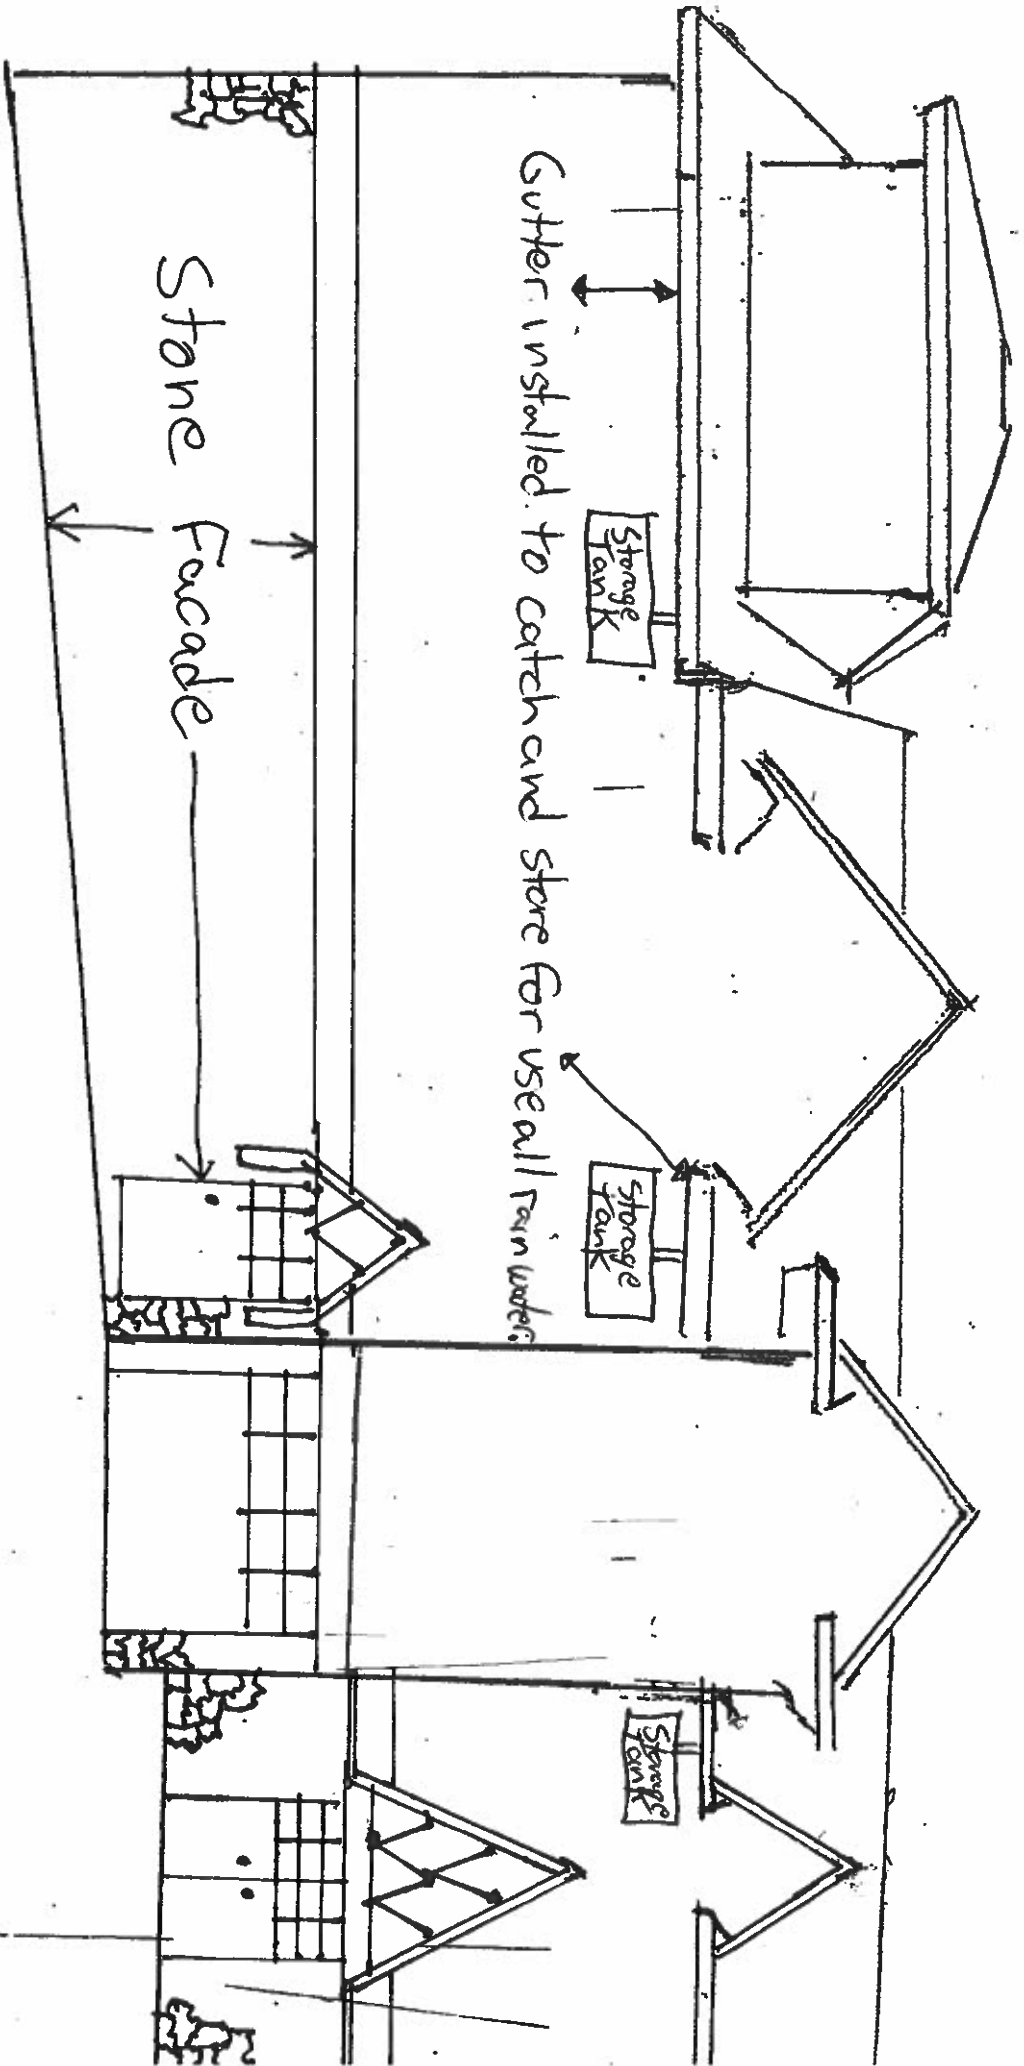 Gutter installed to catch and store for use all rain water.
Storage
Tank
Storage
Tank
Storage
Tank
Stone Facade